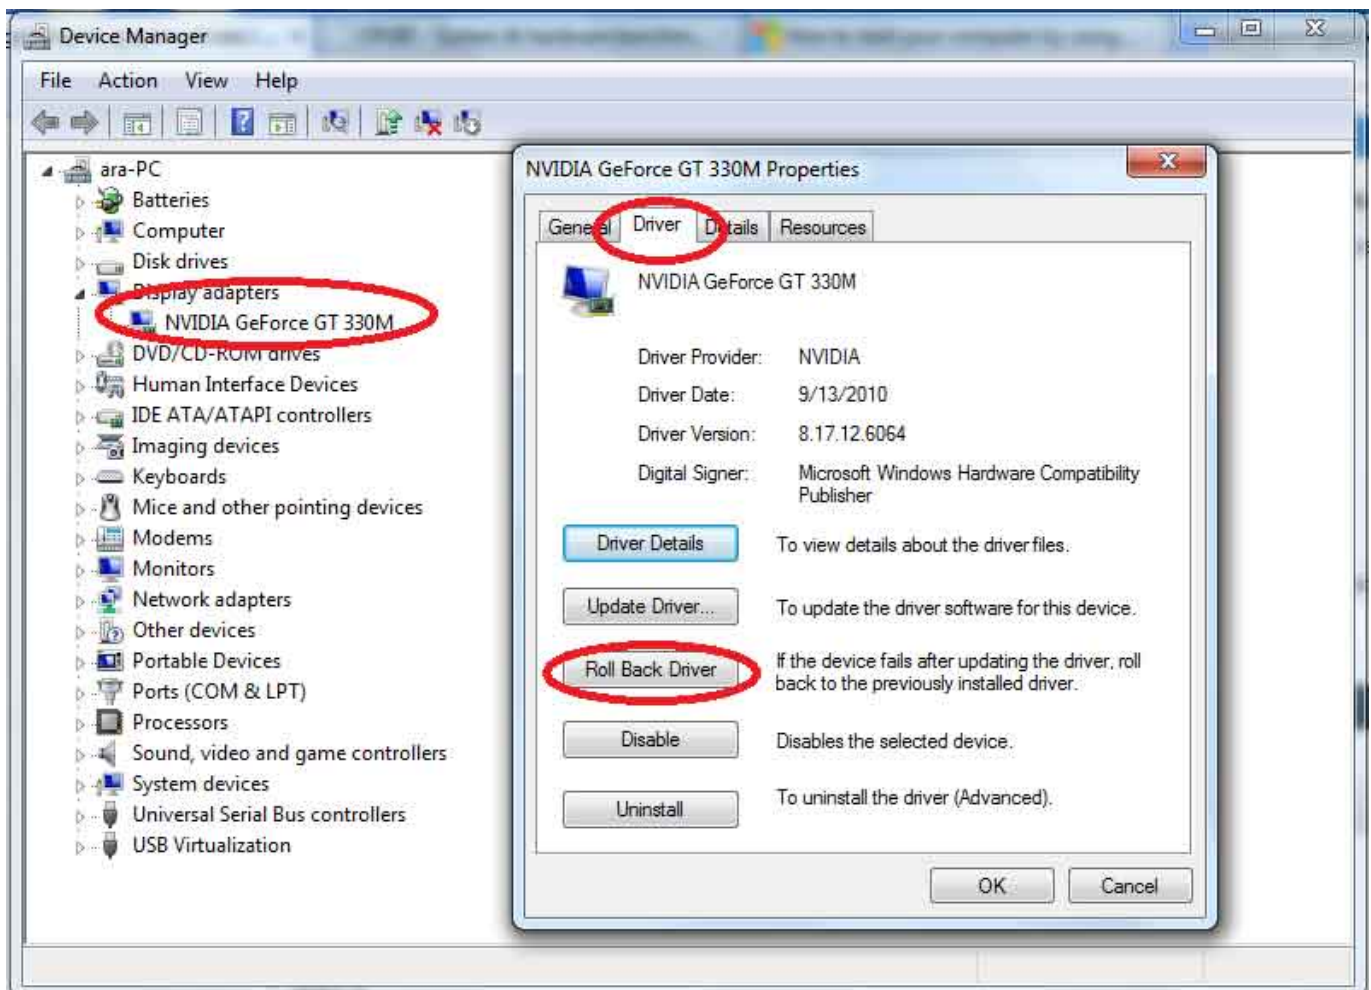 Device Manager
File Action View Help
ara-PC
Batteries
Computer
Disk drives
Display adapters
NVIDIA GeForce GT 330M
DVD/CD-ROM drives
Human Interface Devices
IDE ATA/ATAPI controllers
Imaging devices
Keyboards
Mice and other pointing devices
Modems
Monitors
Network adapters
Other devices
Portable Devices
Ports (COM & LPT)
Processors
Sound, video and game controllers
System devices
Universal Serial Bus controllers
USB Virtualization
NVIDIA GeForce GT 330M Properties
General Driver Details Resources
NVIDIA GeForce GT 330M
Driver Provider: NVIDIA
Driver Date: 9/13/2010
Driver Version: 8.17.12.6064
Digital Signer: Microsoft Windows Hardware Compatibility
Publisher
Driver Details To view details about the driver files.
Update Driver... To update the driver software for this device.
Roll Back Driver If the device fails after updating the driver, roll
back to the previously installed driver.
Disable Disables the selected device.
Uninstall To uninstall the driver (Advanced).
OK Cancel